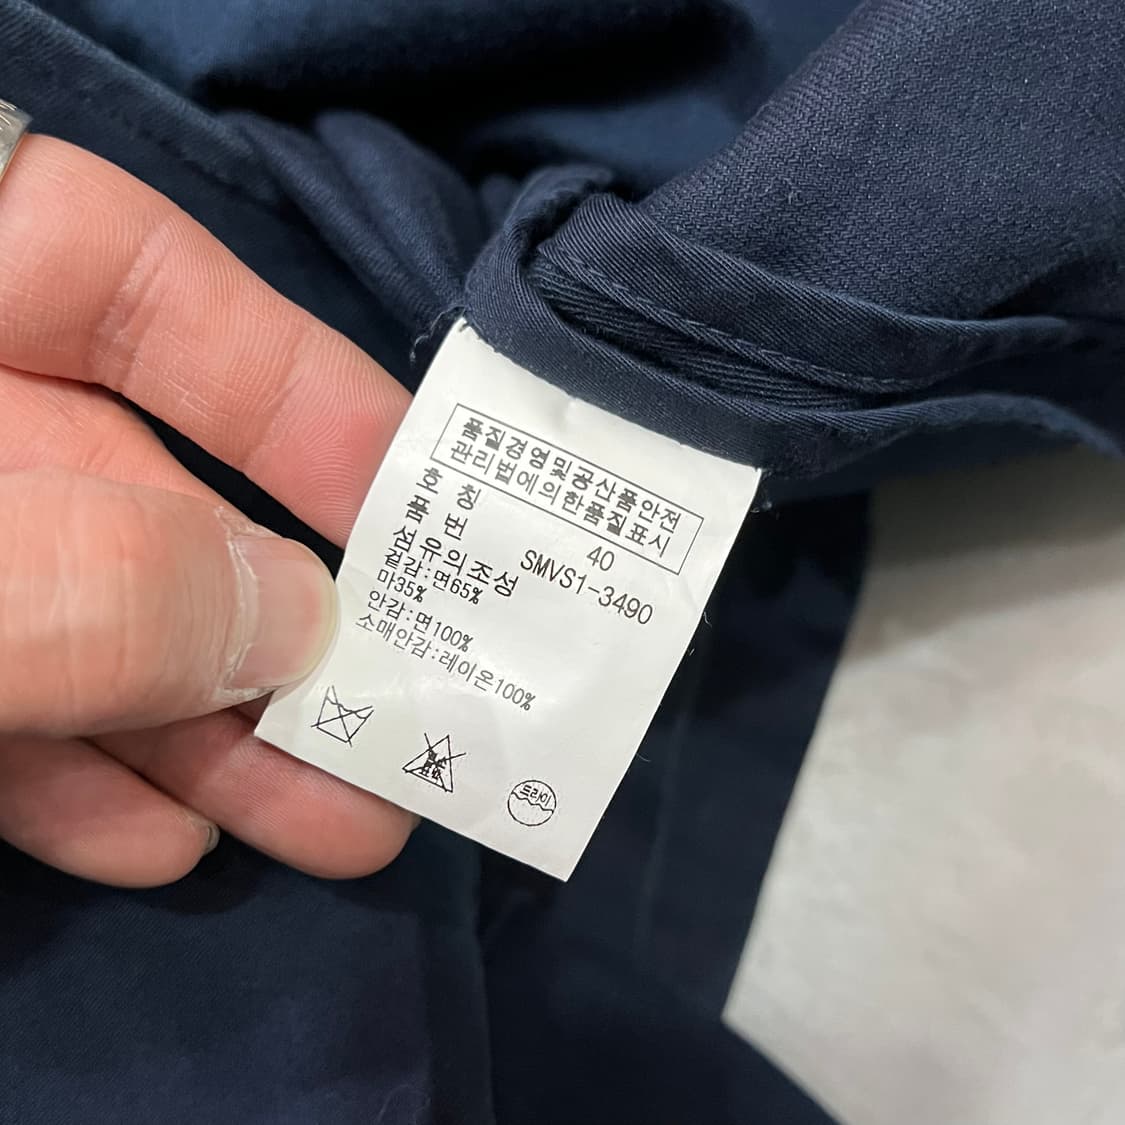 품질경영및공산품안전
관리법에의한품질표시
호 칭 40
품 번 SMVS1-3490
섬유의조성
겉감:면65%
마35%
안감:면100%
소매안감:레이온100%
드라이